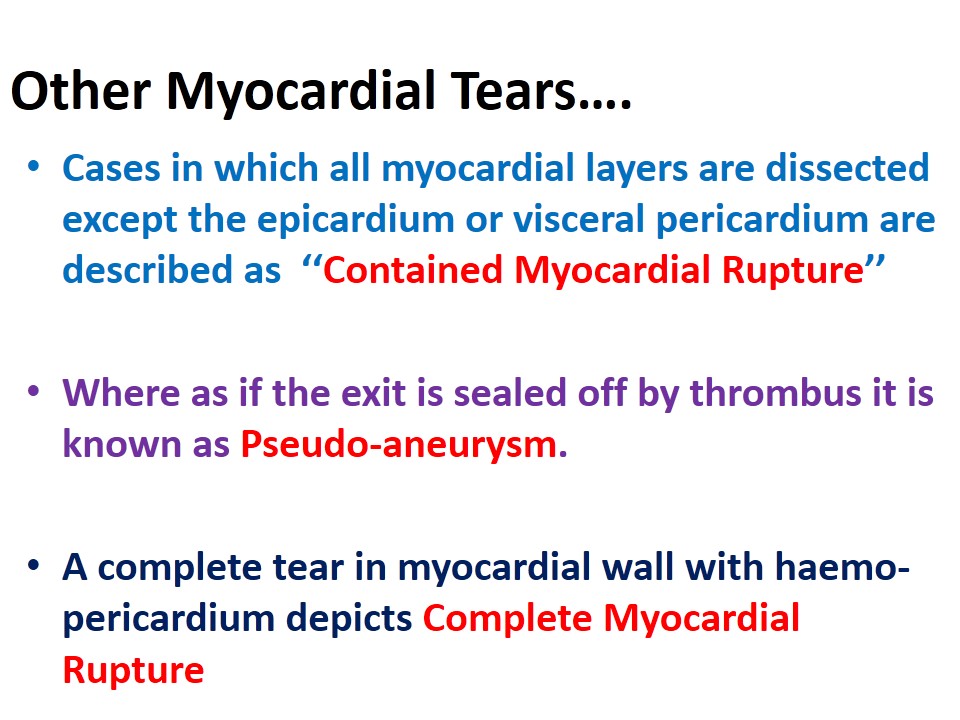 Other Myocardial Tears....
• Cases in which all myocardial layers are dissected
except the epicardium or visceral pericardium are
described as ‘‘Contained Myocardial Rupture’’
• Where as if the exit is sealed off by thrombus it is
known as Pseudo-aneurysm.
• A complete tear in myocardial wall with haemo-
pericardium depicts Complete Myocardial
Rupture